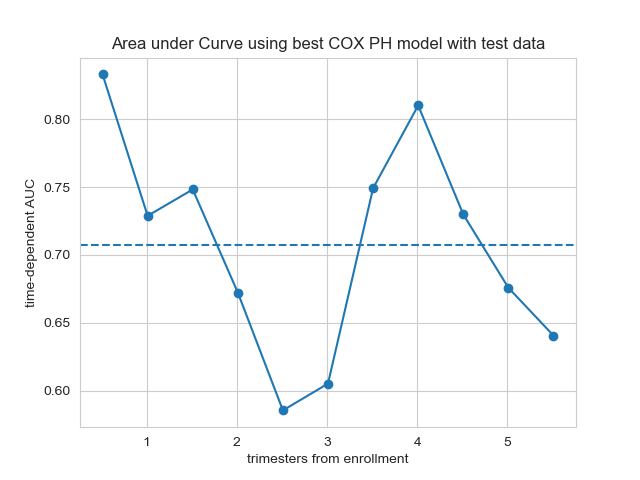 Area under Curve using best COX PH model with test data
time-dependent AUC
0.80
0.75
0.70
0.65
0.60
1 2 3 4 5
trimesters from enrollment